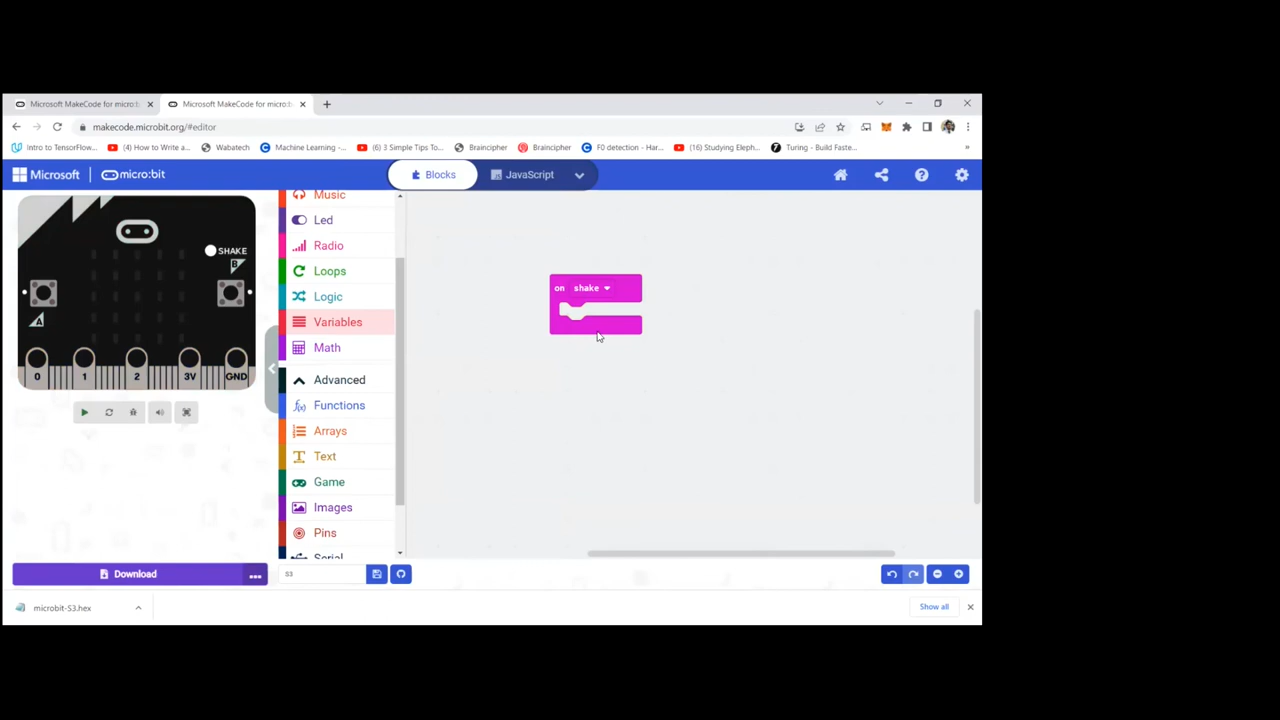 Microsoft MakeCode for micro:b
Microsoft MakeCode for micro:b
makecode.microbit.org/#editor
Intro to TensorFlow... (4) How to Write a... Wabatech Machine Learning -... (6) 3 Simple Tips To... Braincipher Braincipher F0 detection - Har... (16) Studying Eleph... Turing - Build Faste...
Microsoft micro:bit Blocks JavaScript
SHAKE
B
A
0 1 2 3V GND
Music
Led
Radio
Loops
Logic
Variables
Math
Advanced
Functions
Arrays
Text
Game
Images
Pins
Serial
on shake
Download ... S3
microbit-S3.hex Show all